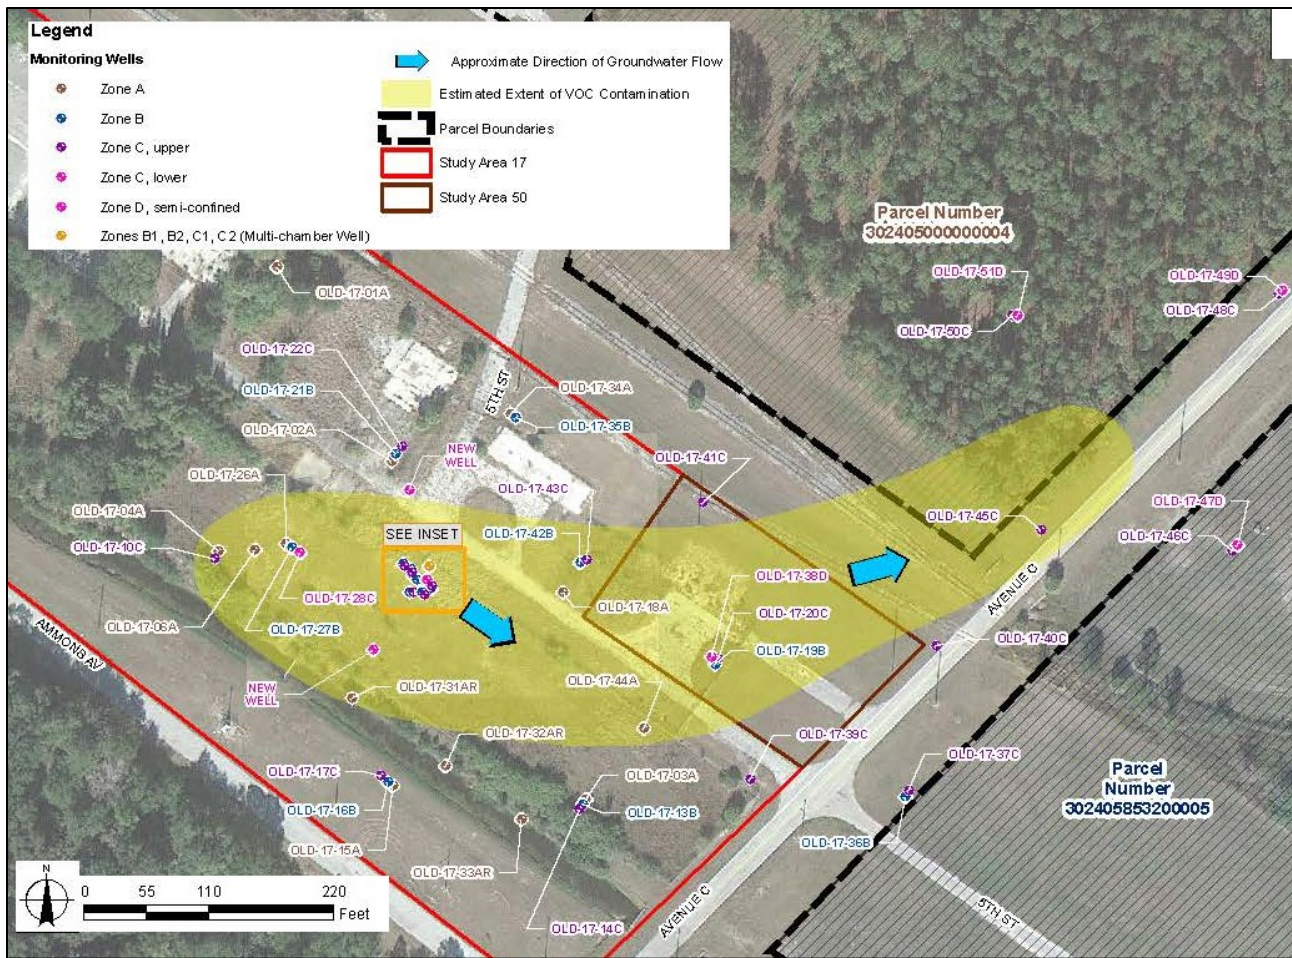 Legend
Monitoring Wells
Zone A
Zone B
Zone C, upper
Zone C, lower
Zone D, semi-confined
Zones B1, B2, C1, C2 (Multi-chamber Well)
Approximate Direction of Groundwater Flow
Estimated Extent of VOC Contamination
Parcel Boundaries
Study Area 17
Study Area 50
Parcel Number
302405000000004
OLD-17-51D
OLD-17-49D
OLD-17-48C
OLD-17-50C
OLD-17-01A
OLD-17-22C
OLD-17-21B
OLD-17-02A
5TH ST
OLD-17-34A
OLD-17-35B
NEW
WELL
OLD-17-26A
OLD-17-41C
OLD-17-43C
OLD-17-04A
OLD-17-10C
SEE INSET
OLD-17-42B
OLD-17-45C
OLD-17-47D
OLD-17-46C
OLD-17-38D
OLD-17-28C
OLD-17-18A
OLD-17-20C
OLD-17-06A
OLD-17-27B
OLD-17-19B
OLD-17-40C
AVENUE C
AMMONS AV
NEW
WELL
OLD-17-31AR
OLD-17-44A
OLD-17-32AR
OLD-17-39C
OLD-17-37C
OLD-17-17C
OLD-17-03A
OLD-17-16B
OLD-17-13B
Parcel
Number
302405853200005
OLD-17-15A
OLD-17-36B
OLD-17-33AR
OLD-17-14C
AVENUE C
5TH ST
N
0 55 110 220
Feet